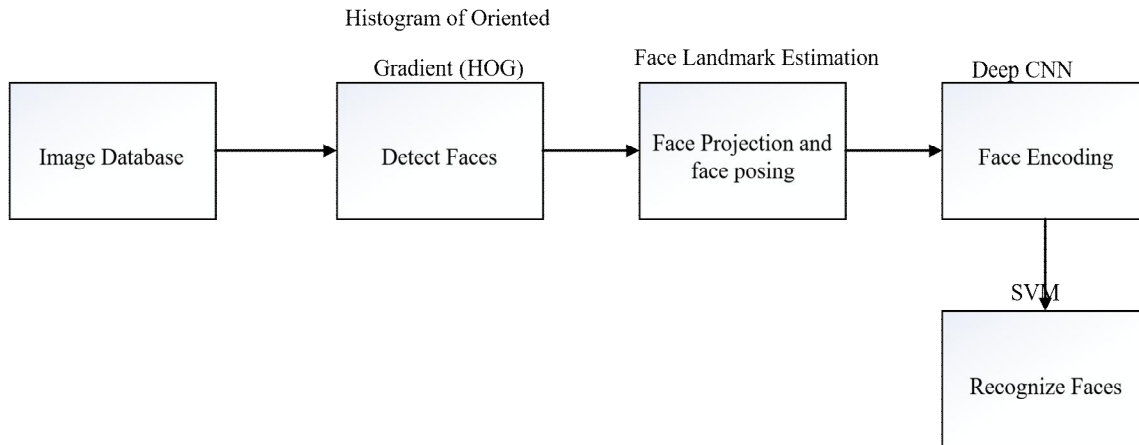 Histogram of Oriented
Gradient (HOG)
Face Landmark Estimation
Deep CNN
Image Database
Detect Faces
Face Projection and
face posing
Face Encoding
SVM
Recognize Faces